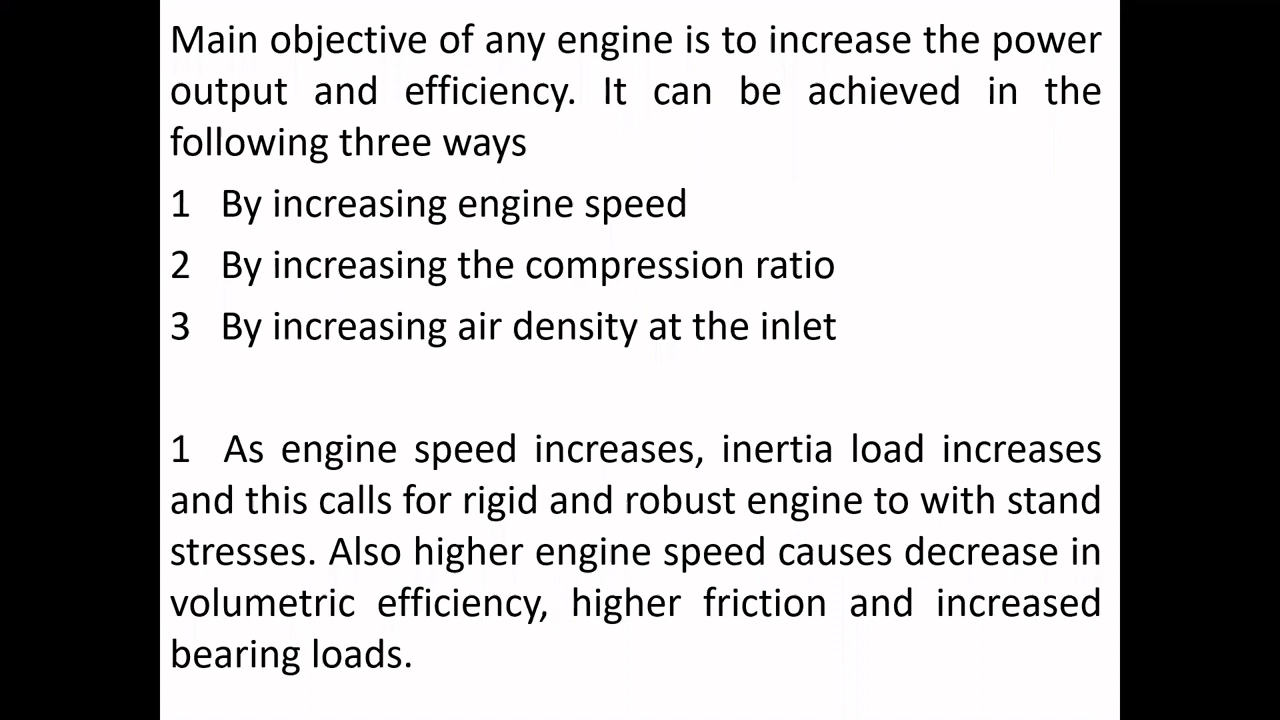 Main objective of any engine is to increase the power
output and efficiency. It can be achieved in the
following three ways
1 By increasing engine speed
2 By increasing the compression ratio
3 By increasing air density at the inlet
1 As engine speed increases, inertia load increases
and this calls for rigid and robust engine to with stand
stresses. Also higher engine speed causes decrease in
volumetric efficiency, higher friction and increased
bearing loads.